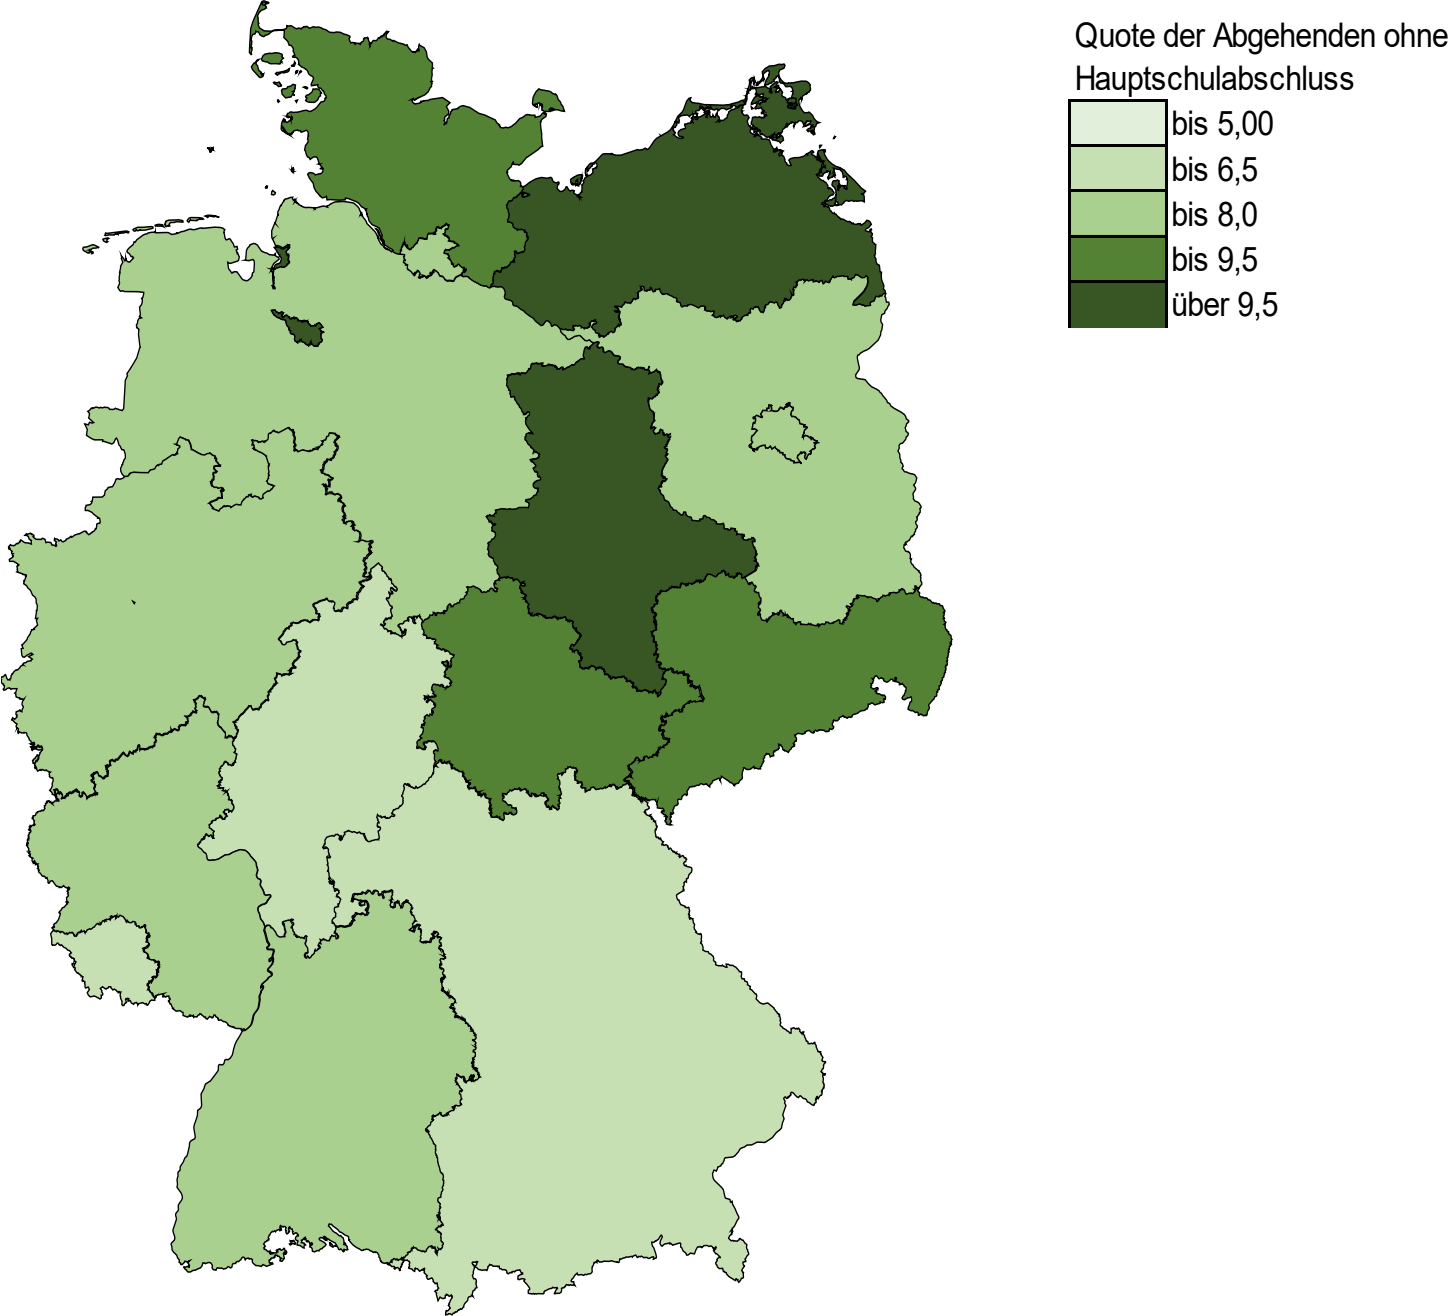 Quote der Abgehenden ohne
Hauptschulabschluss
bis 5,00
bis 6,5
bis 8,0
bis 9,5
über 9,5